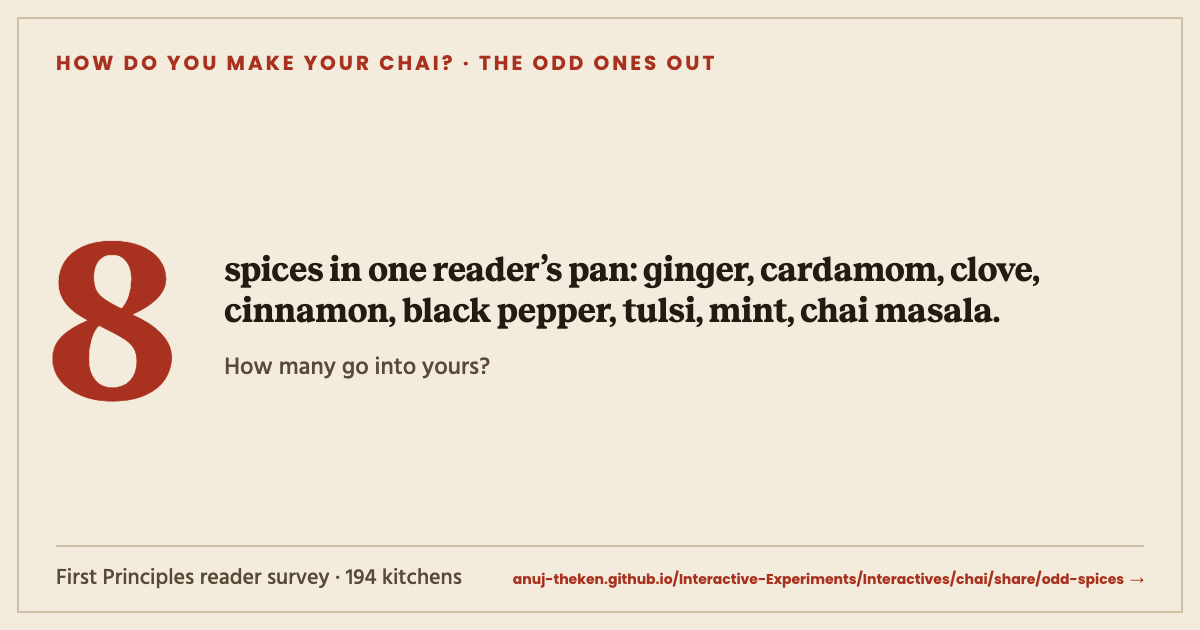 HOW DO YOU MAKE YOUR CHAI? · THE ODD ONES OUT
8
spices in one reader’s pan: ginger, cardamom, clove,
cinnamon, black pepper, tulsi, mint, chai masala.
How many go into yours?
First Principles reader survey · 194 kitchens
anuj-theken.github.io/Interactive-Experiments/Interactives/chai/share/odd-spices →